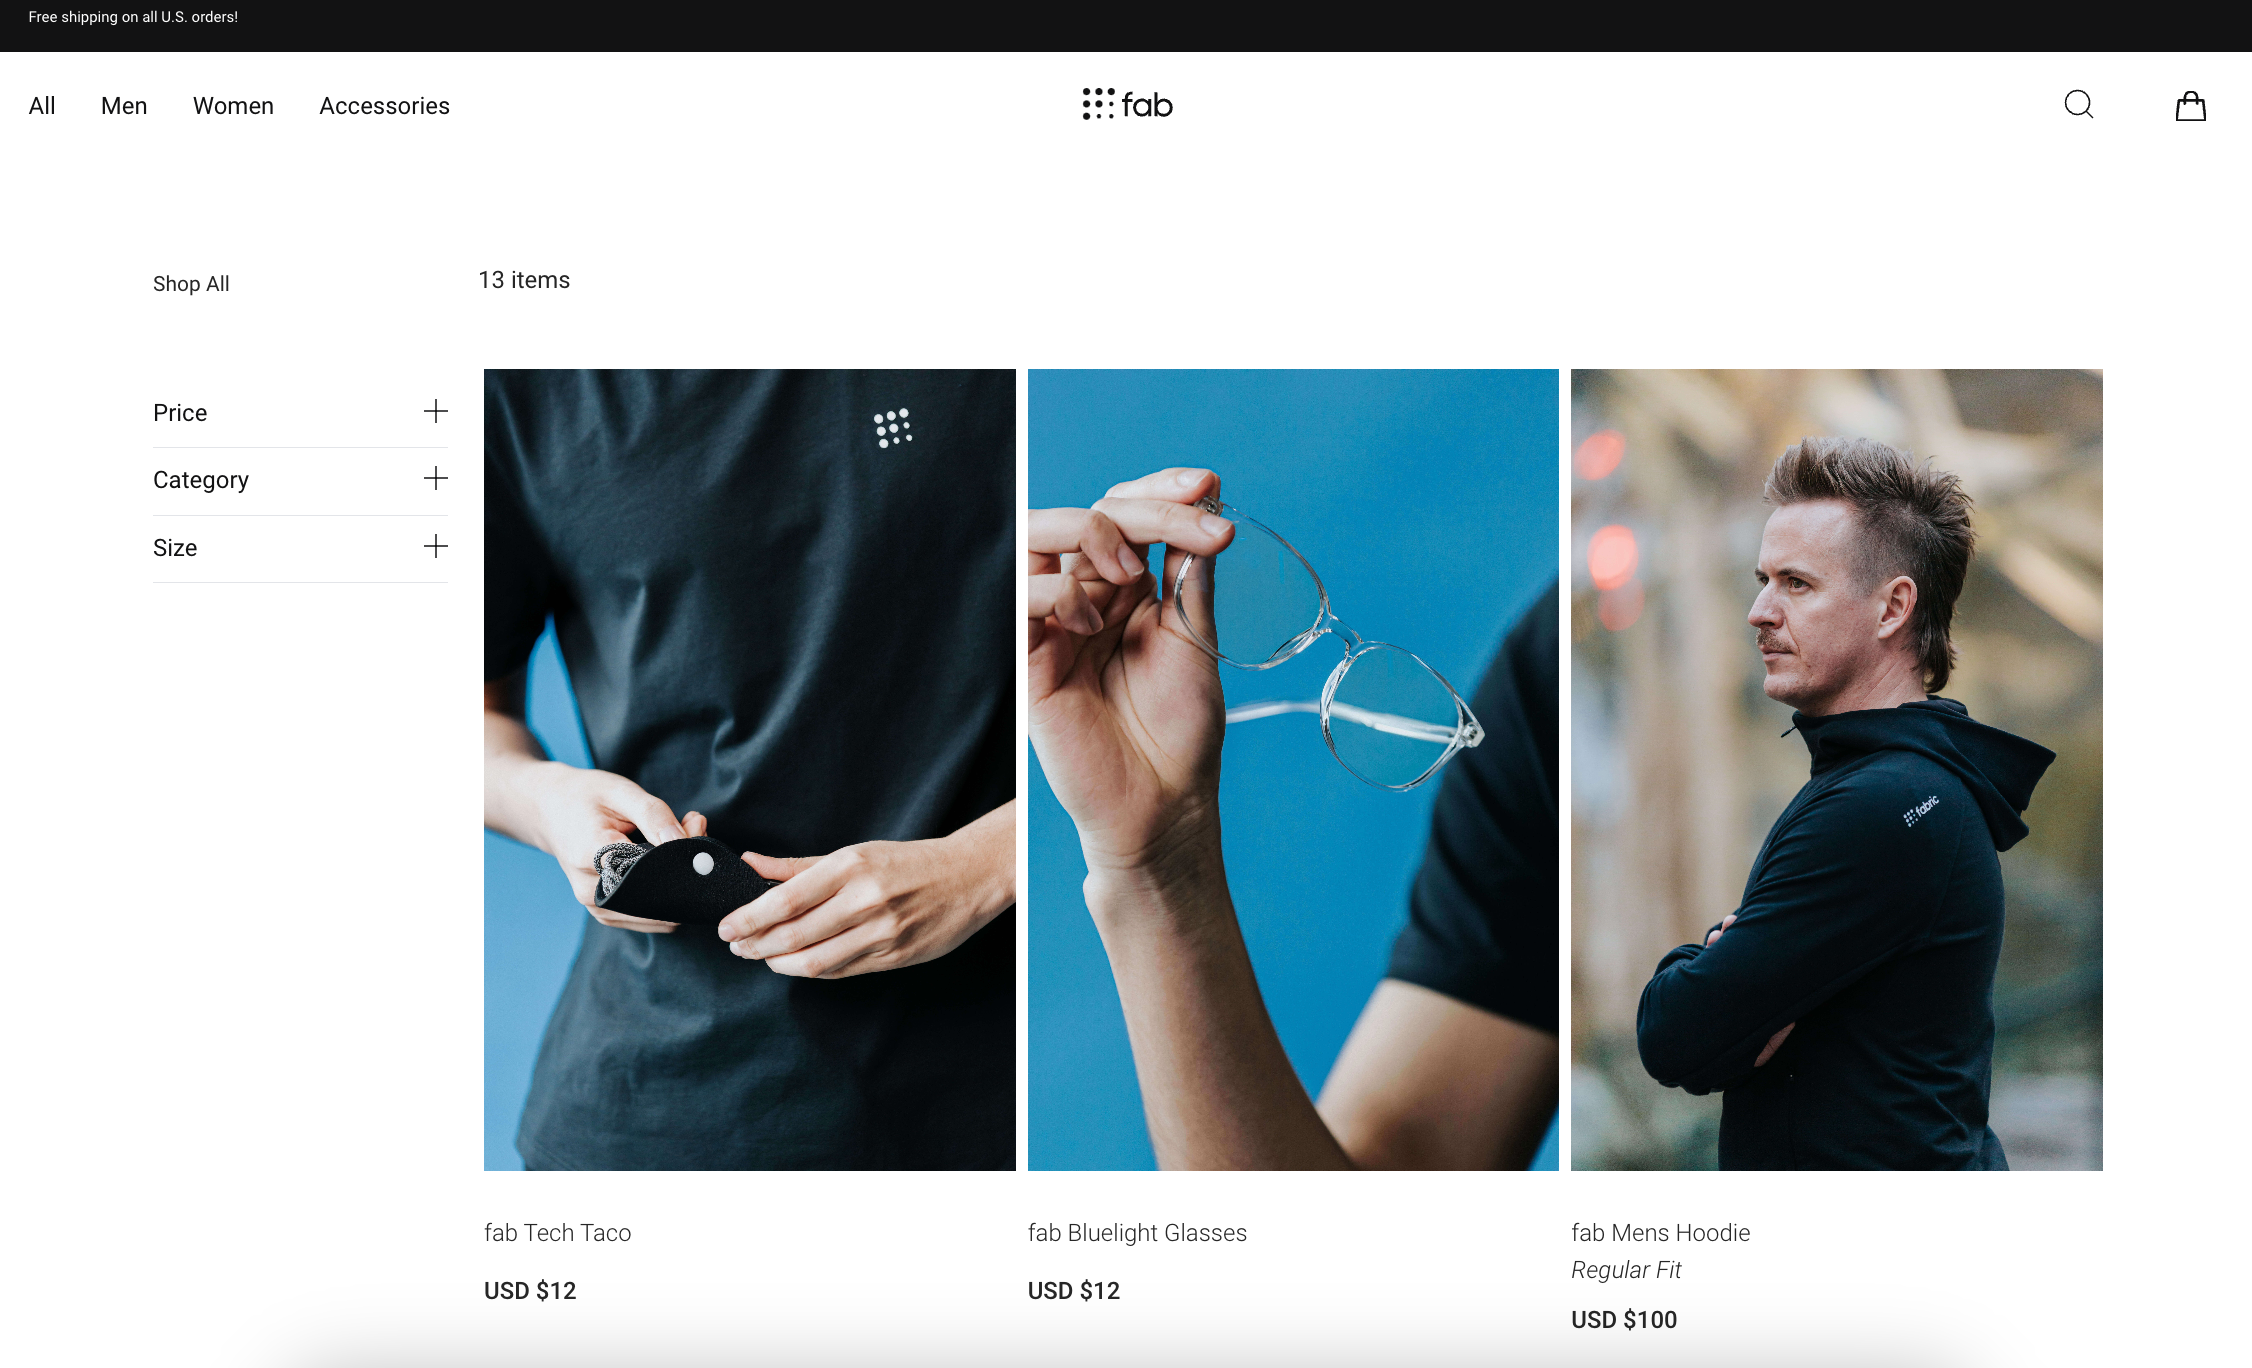 Free shipping on all U.S. orders!
All Men Women Accessories
fab
Shop All
13 items
Price
Category
Size
fabric
fab Tech Taco
USD $12
fab Bluelight Glasses
USD $12
fab Mens Hoodie
Regular Fit
USD $100